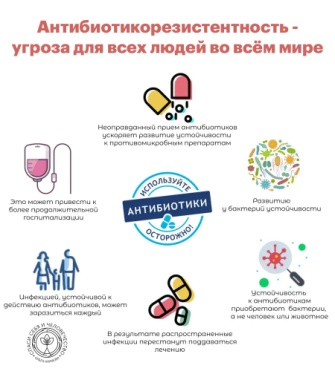 Антибиотикорезистентность -
угроза для всех людей во всём мире
Неоправданный прием антибиотиков
ускоряет развитие устойчивости
к противомикробным препаратам
Это может привести к
более продолжительной
госпитализации
ИСПОЛЬЗУЙТЕ
АНТИБИОТИКИ
ОСТОРОЖНО!
Развитию
у бактерий устойчивости
Инфекцией, устойчивой к
действию антибиотиков, может
заразиться каждый
Устойчивость
к антибиотикам
приобретают бактерии,
а не человек или животное
В результате распространенные
инфекции перестанут поддаваться
лечению